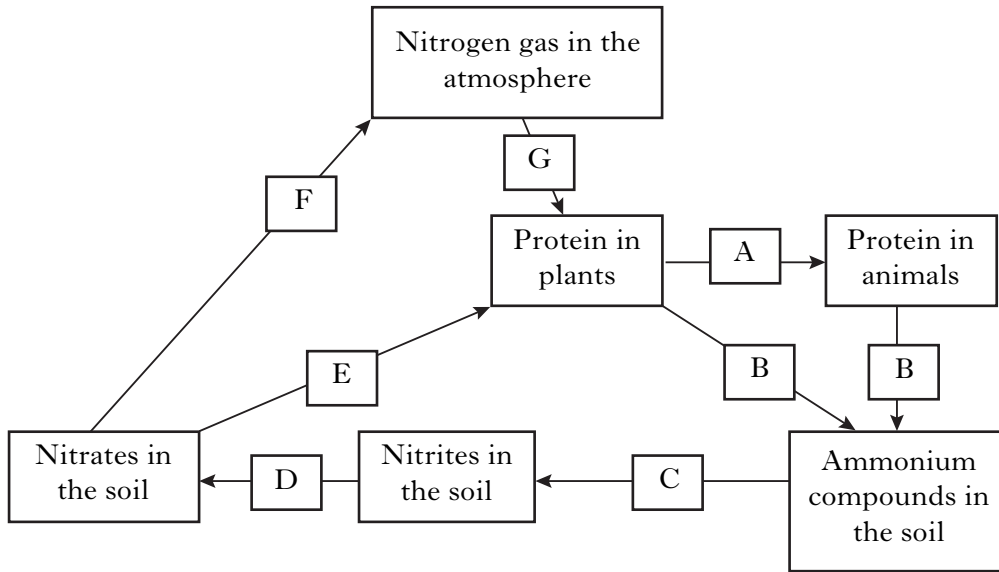 Nitrogen gas in the
atmosphere
G
F
Protein in
plants
A
Protein in
animals
E
B
B
Nitrates in
the soil
D
Nitrites in
the soil
C
Ammonium
compounds in
the soil